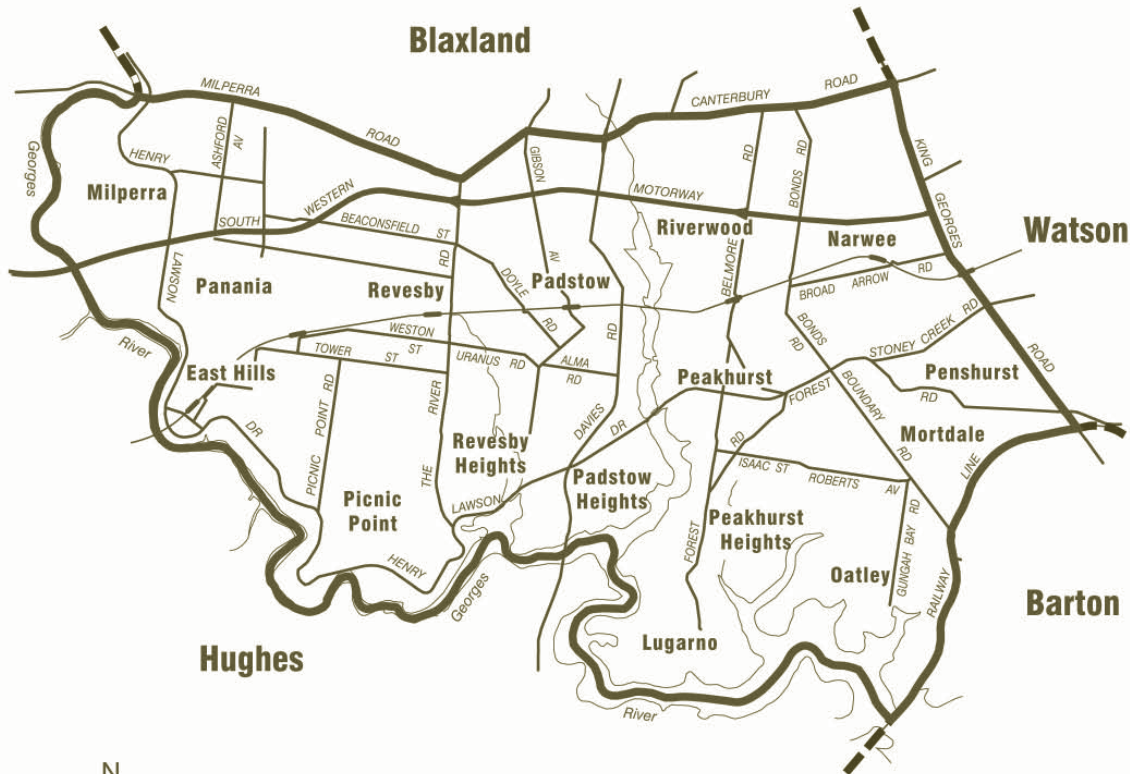 Blaxland
MILPERRA
ROAD
CANTERBURY
ROAD
Georges
HENRY
ASHFORD
AV
GIBSON
AV
RD
BONDS RD
KING
GEORGES
ROAD
Milperra
WESTERN
MOTORWAY
SOUTH
BEACONSFIELD ST
Riverwood
Narwee
Watson
LAWSON
Panania
Revesby
RD
DOYLE
RD
Padstow
BELMORE
BROAD ARROW RD
River
WESTON
ST
TOWER
ST
URANUS RD
ALMA
RD
RD
BONDS
RD
STONEY CREEK RD
East Hills
Peakhurst
FOREST
BOUNDARY
RD
Penshurst
RD
DR
PICNIC
POINT
RD
THE
RIVER
DAVIES
DR
RD
Mortdale
Revesby
Heights
LAWSON
Padstow
Heights
ISAAC ST
ROBERTS AV
LINE
Picnic
Point
Peakhurst
Heights
FOREST
GUNGAH BAY RD
HENRY
Georges
Oatley
RAILWAY
Barton
Hughes
Lugarno
River
N